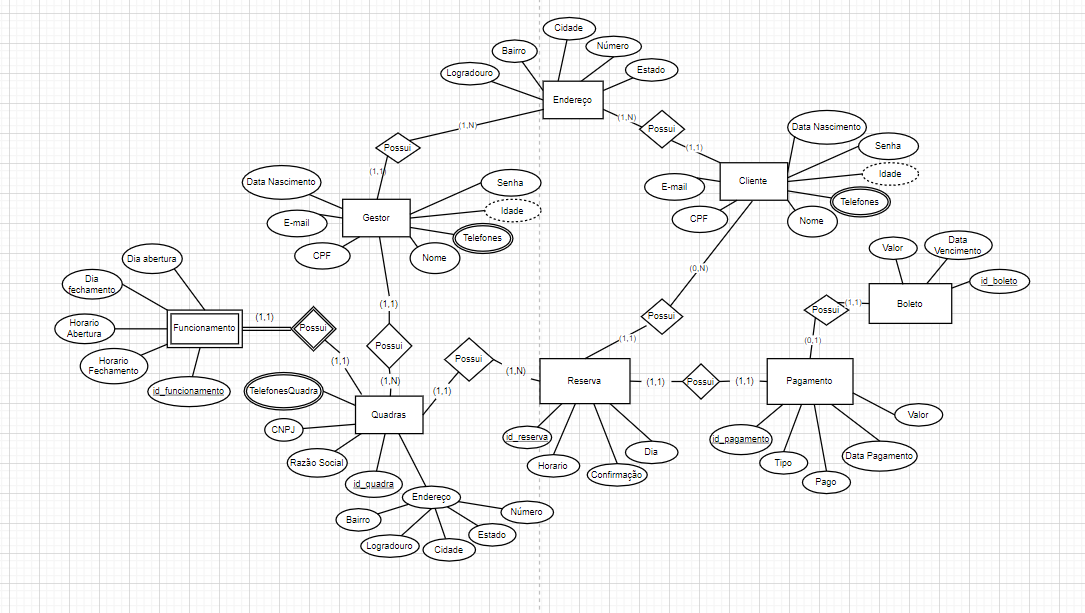 Cidade
Bairro
Número
Logradouro
Estado
Endereço
(1,N)
(1,N)
Possui
Possui
(1,1)
(1,1)
Data Nascimento
Senha
Idade
Cliente
E-mail
Telefones
CPF
Nome
Data Nascimento
Senha
Idade
Gestor
E-mail
Telefones
CPF
Nome
Dia abertura
Dia
fechamento
Horario
Abertura
Horario
Fechamento
Funcionamento
id_funcionamento
(1,1)
Possui
(1,1)
(1,1)
Possui
(1,N)
(0,N)
Possui
(1,1)
Valor
Data
Vencimento
id_boleto
Boleto
(1,1)
Possui
(0,1)
Possui
(1,N)
(1,1)
Reserva
(1,1)
Possui
(1,1)
Pagamento
TelefonesQuadra
Quadras
CNPJ
Razão Social
id_quadra
Endereço
Bairro
Logradouro
Cidade
Estado
Número
id_reserva
Horario
Confirmação
Dia
id_pagamento
Tipo
Pago
Data Pagamento
Valor